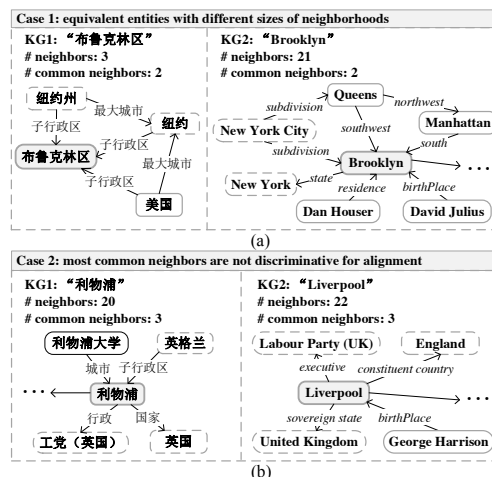 Case 1: equivalent entities with different sizes of neighborhoods
KG1: “布鲁克林区”
# neighbors: 3
# common neighbors: 2
纽约州
最大城市
纽约
子行政区
子行政区
布鲁克林区
最大城市
子行政区
美国
KG2: “Brooklyn”
# neighbors: 21
# common neighbors: 2
Queens
subdivision
northwest
New York City
southwest
Manhattan
subdivision
south
Brooklyn
...
New York
state
residence
birthPlace
Dan Houser
David Julius
(a)
Case 2: most common neighbors are not discriminative for alignment
KG1: “利物浦”
# neighbors: 20
# common neighbors: 3
利物浦大学
英格兰
城市
子行政区
...
利物浦
行政
国家
工党（英国）
英国
KG2: “Liverpool”
# neighbors: 22
# common neighbors: 3
Labour Party (UK)
England
executive
constituent country
Liverpool
...
sovereign state
birthPlace
United Kingdom
George Harrison
(b)